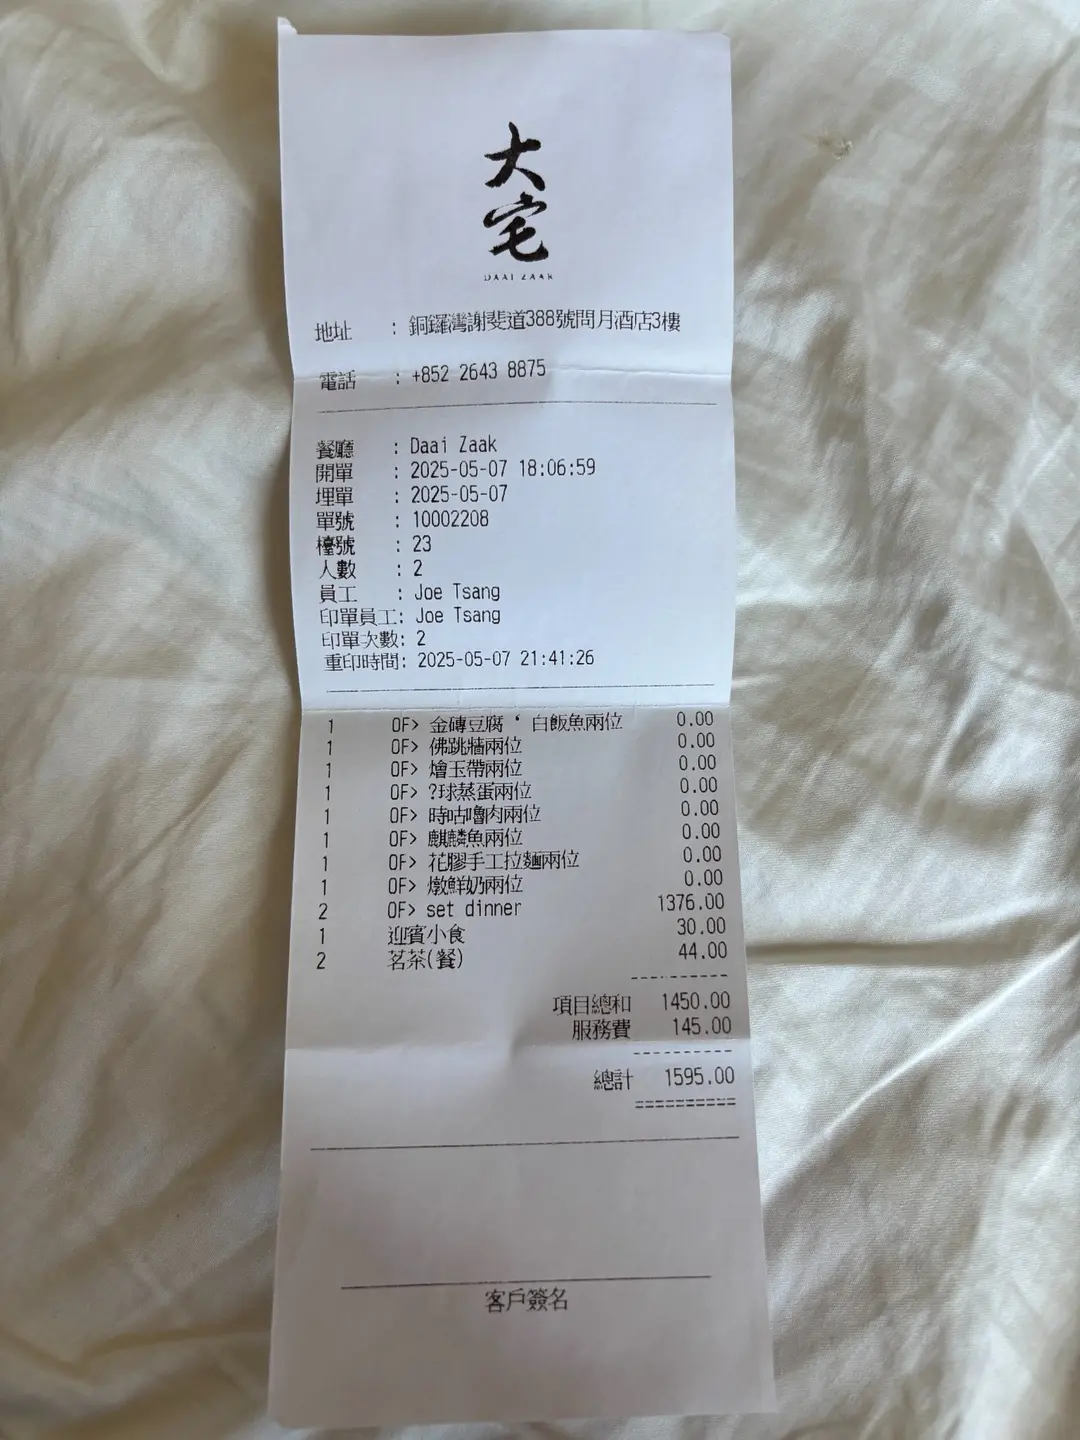 大宅
DAAI ZAAK
地址 : 銅鑼灣謝斐道388號問月酒店3樓
電話 : +852 2643 8875
餐廳 : Daai Zaak
開單 : 2025-05-07 18:06:59
埋單 : 2025-05-07
單號 : 10002208
檯號 : 23
人數 : 2
員工 : Joe Tsang
印單員工: Joe Tsang
印單次數: 2
重印時間: 2025-05-07 21:41:26
1 OF> 金磚豆腐‘白飯魚兩位 0.00
1 OF> 佛跳牆兩位 0.00
1 OF> 燴玉帶兩位 0.00
1 OF> ?球蒸蛋兩位 0.00
1 OF> 時咕嚕肉兩位 0.00
1 OF> 麒麟魚兩位 0.00
1 OF> 花膠手工拉麵兩位 0.00
1 OF> 燉鮮奶兩位 0.00
2 OF> set dinner 1376.00
1 迎賓小食 30.00
2 茗茶(餐) 44.00
項目總和 1450.00
服務費 145.00
總計 1595.00
客戶簽名